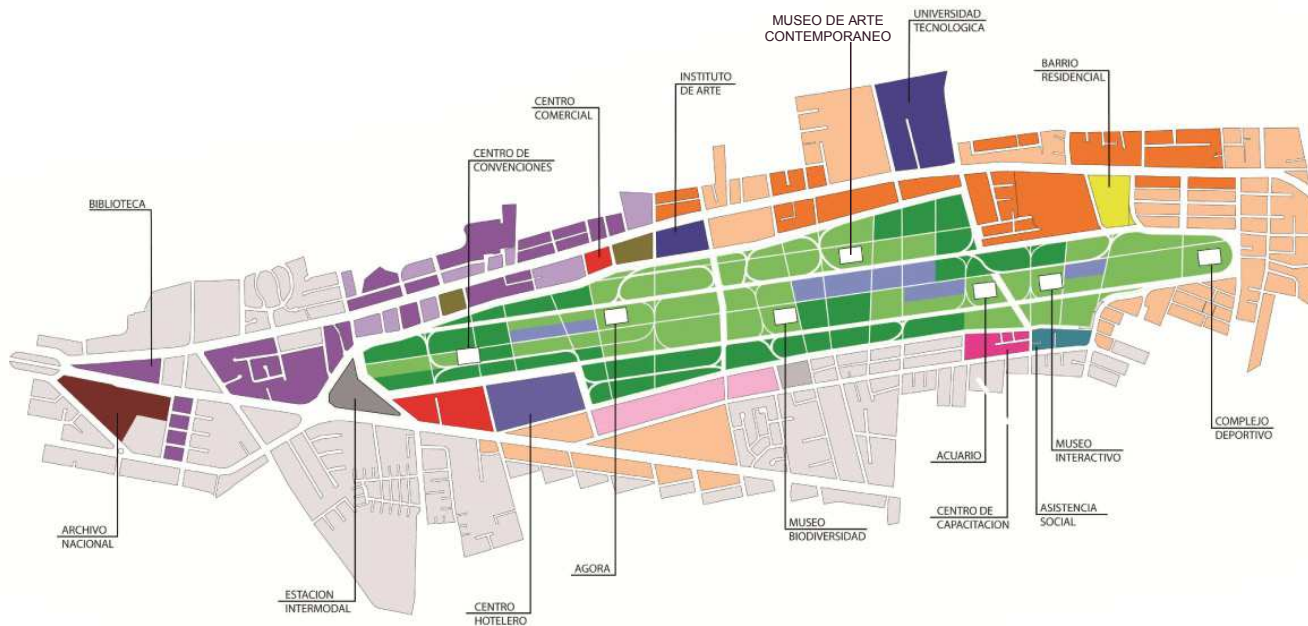 UNIVERSIDAD
TECNOLOGICA
MUSEO DE ARTE
CONTEMPORANEO
BARRIO
RESIDENCIAL
INSTITUTO
DE ARTE
CENTRO
COMERCIAL
CENTRO DE
CONVENCIONES
BIBLIOTECA
COMPLEJO
DEPORTIVO
ACUARIO
MUSEO
INTERACTIVO
CENTRO DE
CAPACITACION
ASISTENCIA
SOCIAL
MUSEO
BIODIVERSIDAD
ARCHIVO
NACIONAL
AGORA
ESTACION
INTERMODAL
CENTRO
HOTELERO